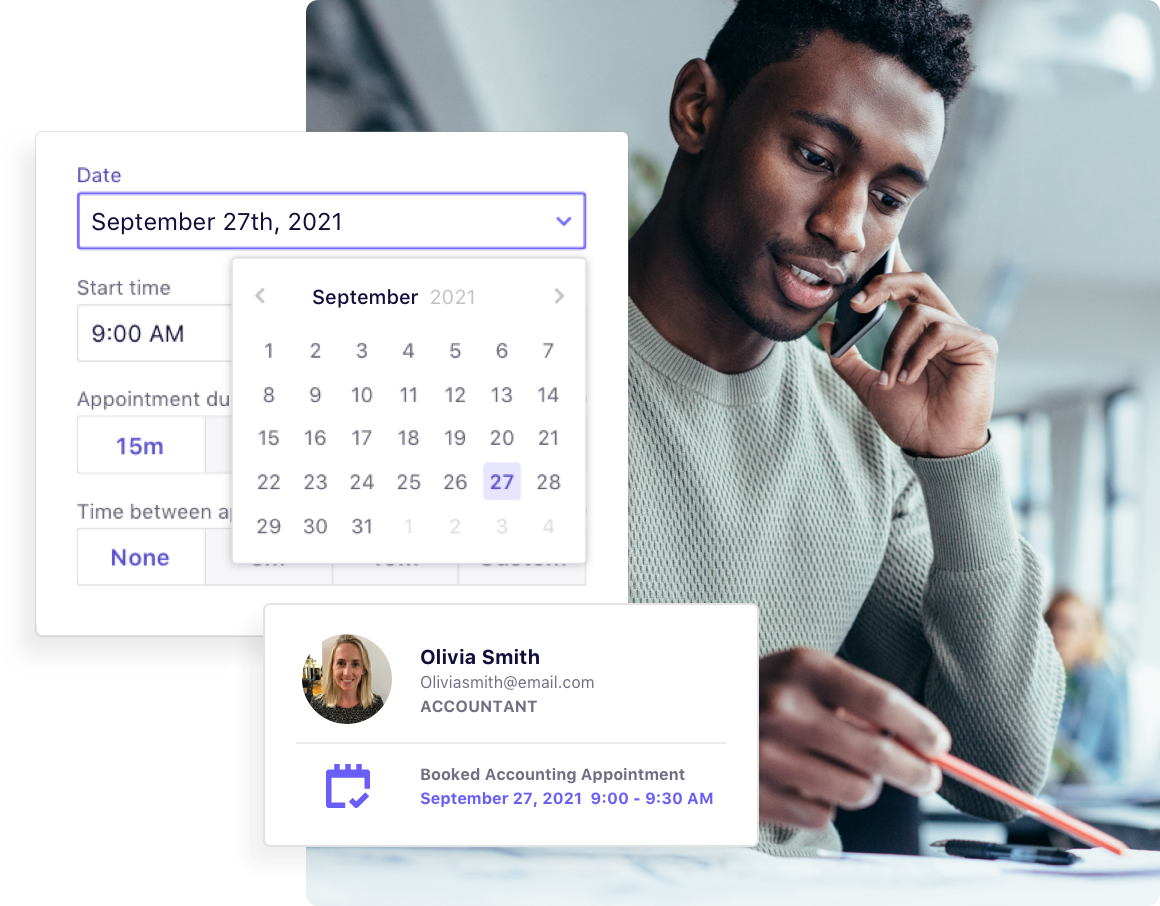 Date
September 27th, 2021
Start time
9:00 AM
Appointment du
15m
Time between
None
September 2021
1 2 3 4 5 6 7
8 9 10 11 12 13 14
15 16 17 18 19 20 21
22 23 24 25 26 27 28
29 30 31 1 2 3 4
Olivia Smith
Oliviasmith@email.com
ACCOUNTANT
Booked Accounting Appointment
September 27, 2021 9:00 - 9:30 AM